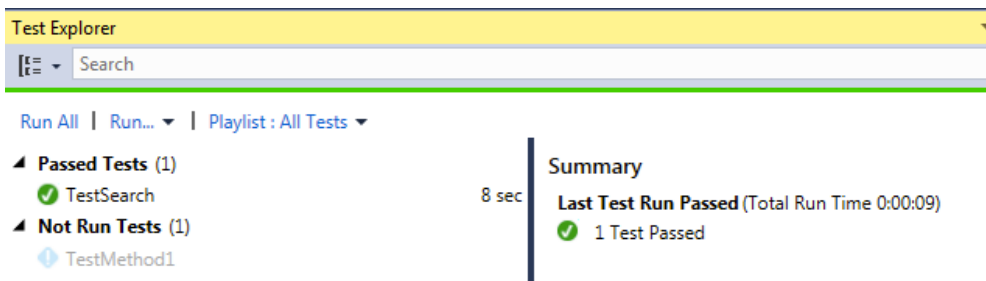 Test Explorer
Search
Run All | Run... | Playlist : All Tests
Passed Tests (1)
TestSearch 8 sec
Not Run Tests (1)
TestMethod1
Summary
Last Test Run Passed (Total Run Time 0:00:09)
1 Test Passed